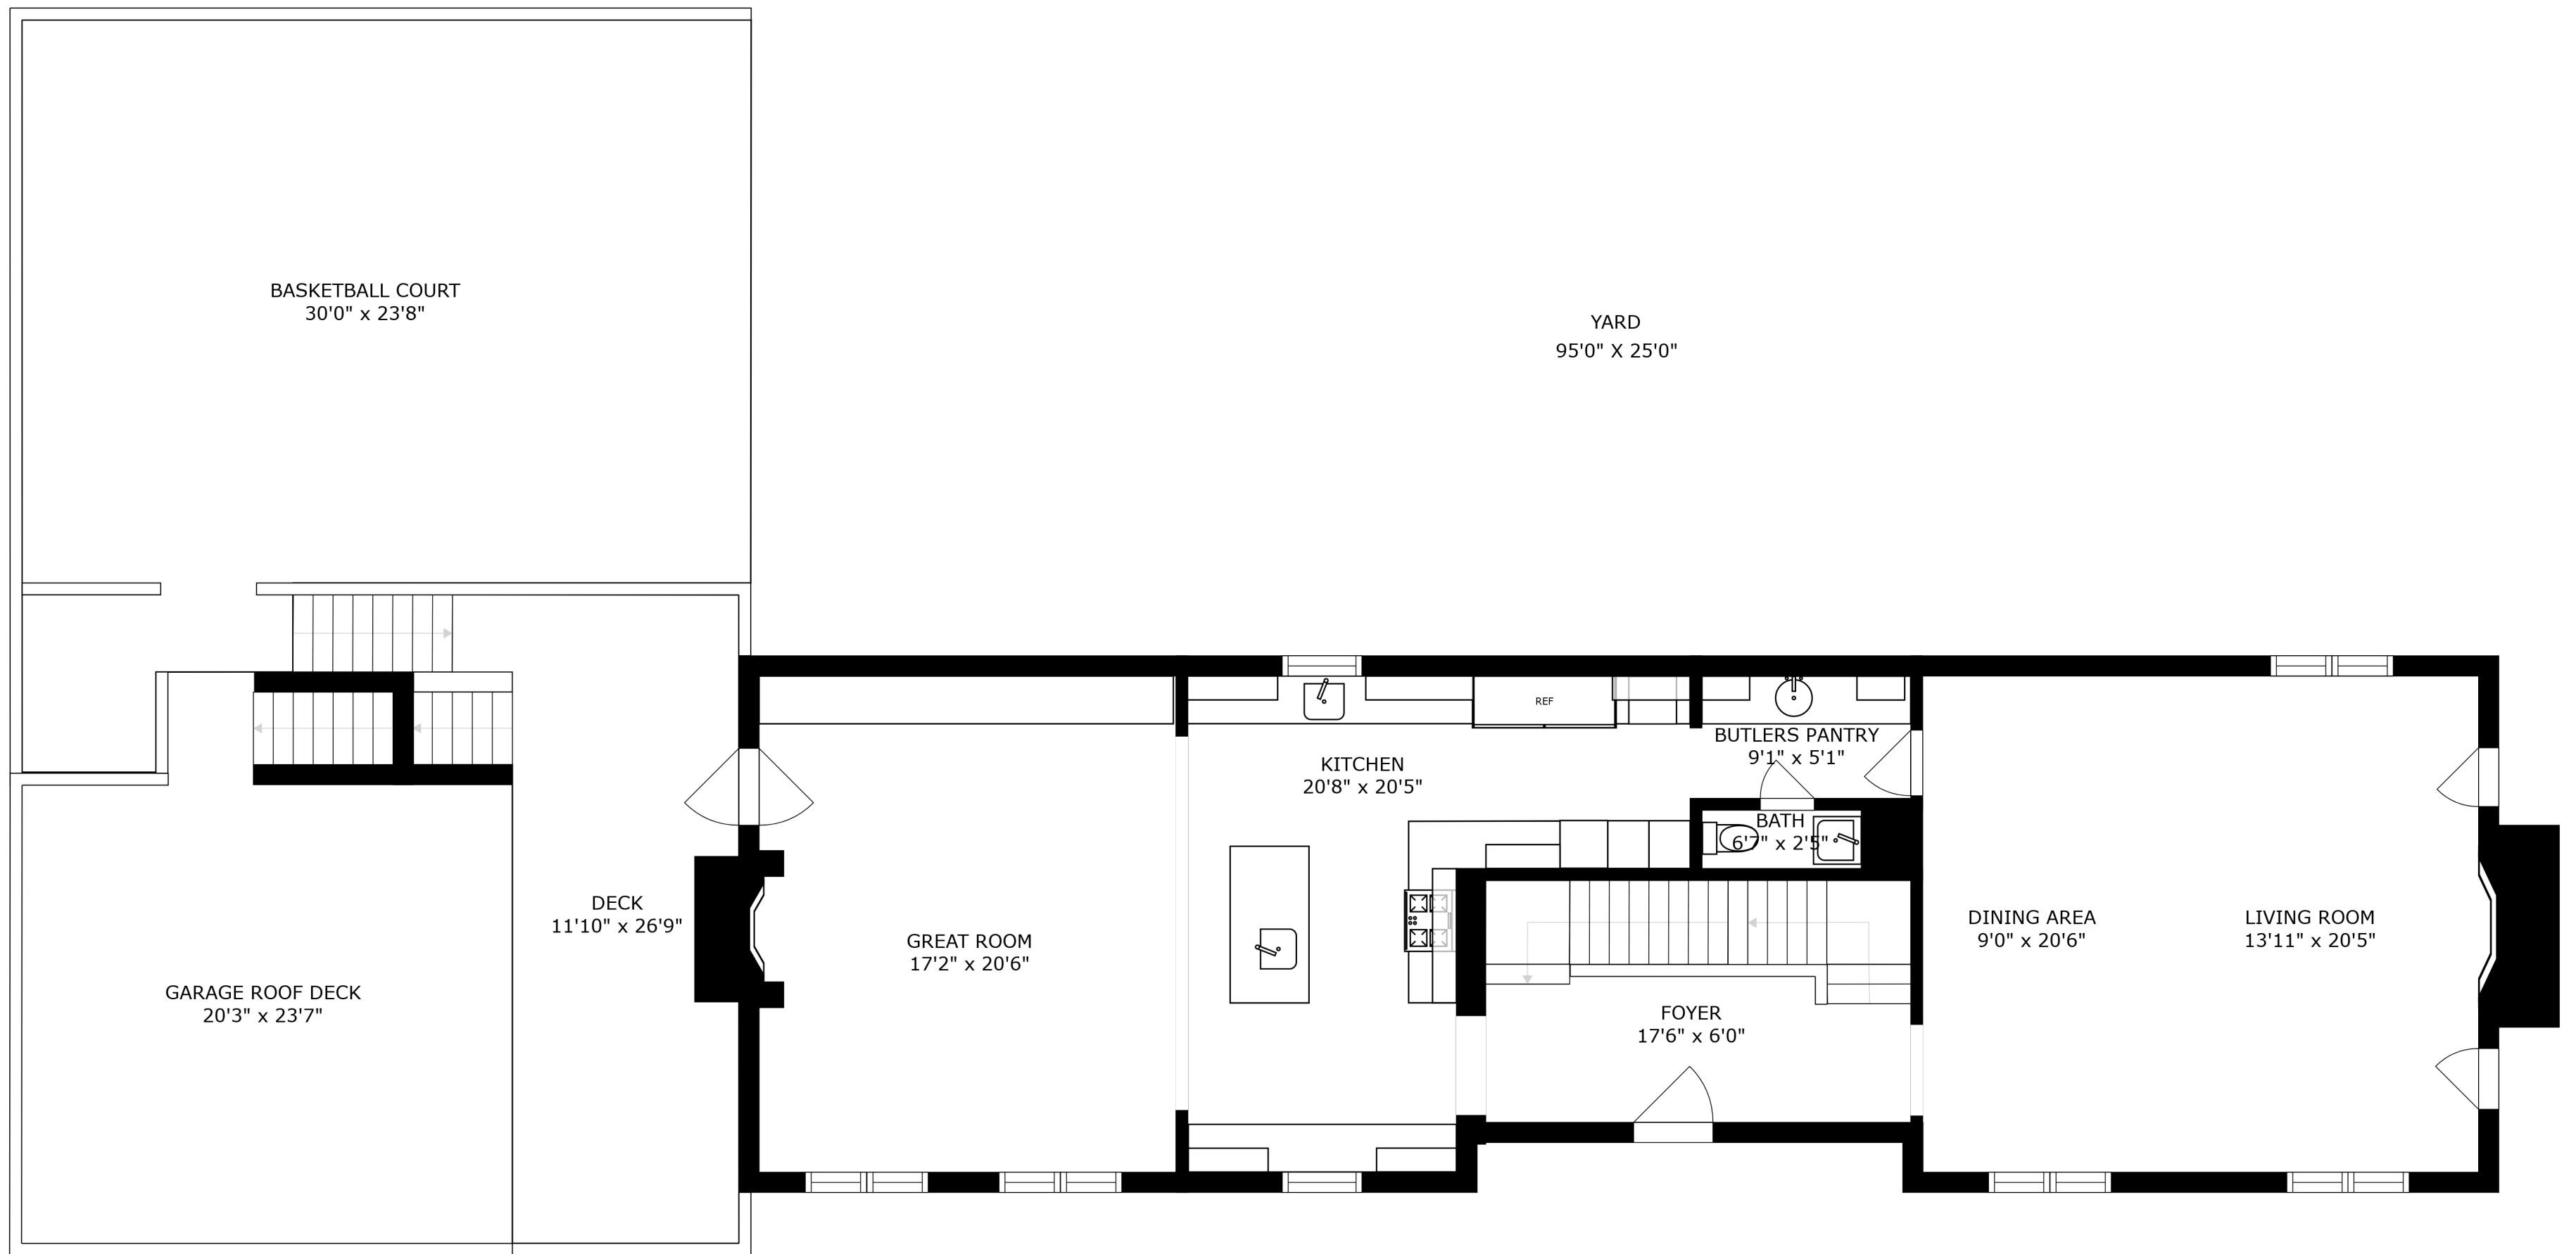 BASKETBALL COURT
30'0" x 23'8"
YARD
95'0" X 25'0"
REF
BUTLERS PANTRY
9'1" x 5'1"
KITCHEN
20'8" x 20'5"
BATH
6'7" x 2'5"
DECK
11'10" x 26'9"
GREAT ROOM
17'2" x 20'6"
DINING AREA
9'0" x 20'6"
LIVING ROOM
13'11" x 20'5"
GARAGE ROOF DECK
20'3" x 23'7"
FOYER
17'6" x 6'0"